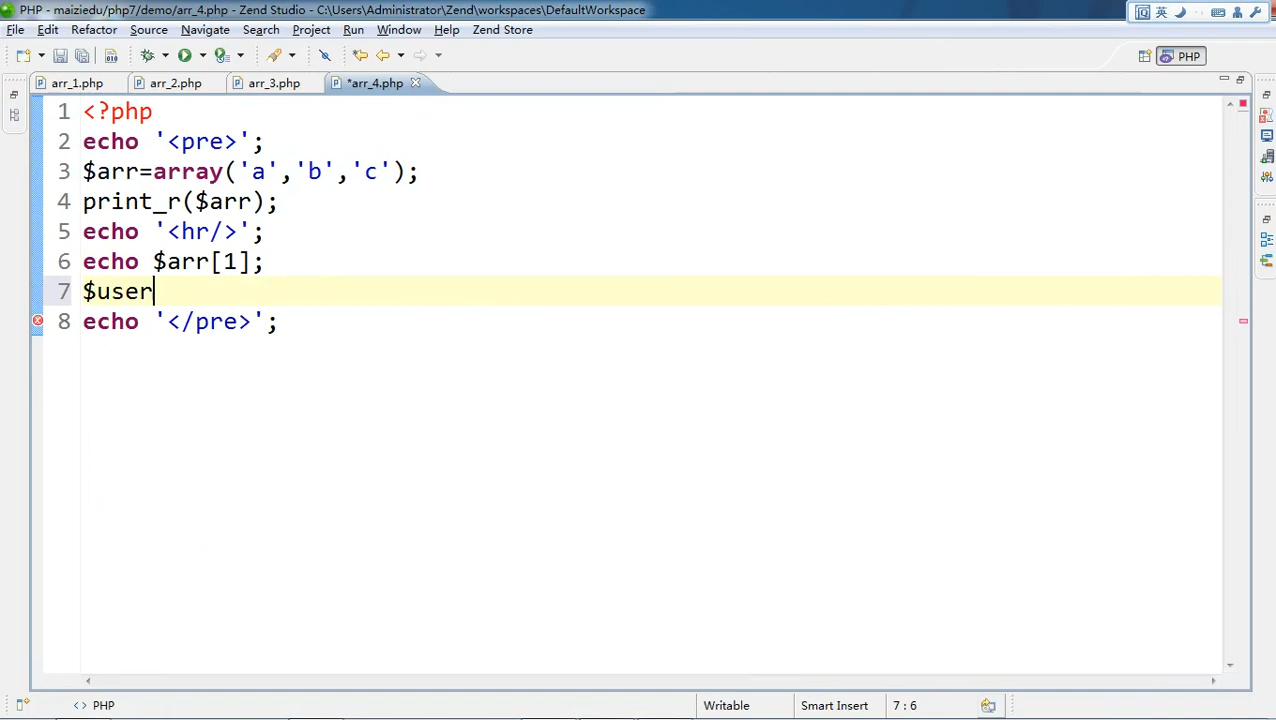 PHP - maiziedu/php7/demo/arr_4.php - Zend Studio - C:\Users\Administrator\Zend\workspaces\DefaultWorkspace
英
File Edit Refactor Source Navigate Search Project Run Window Help Zend Store
PHP
arr_1.php arr_2.php arr_3.php *arr_4.php
1 <?php
2 echo '<pre>';
3 $arr=array('a','b','c');
4 print_r($arr);
5 echo '<hr/>';
6 echo $arr[1];
7 $user
8 echo '</pre>';
<> PHP Writable Smart Insert 7 : 6